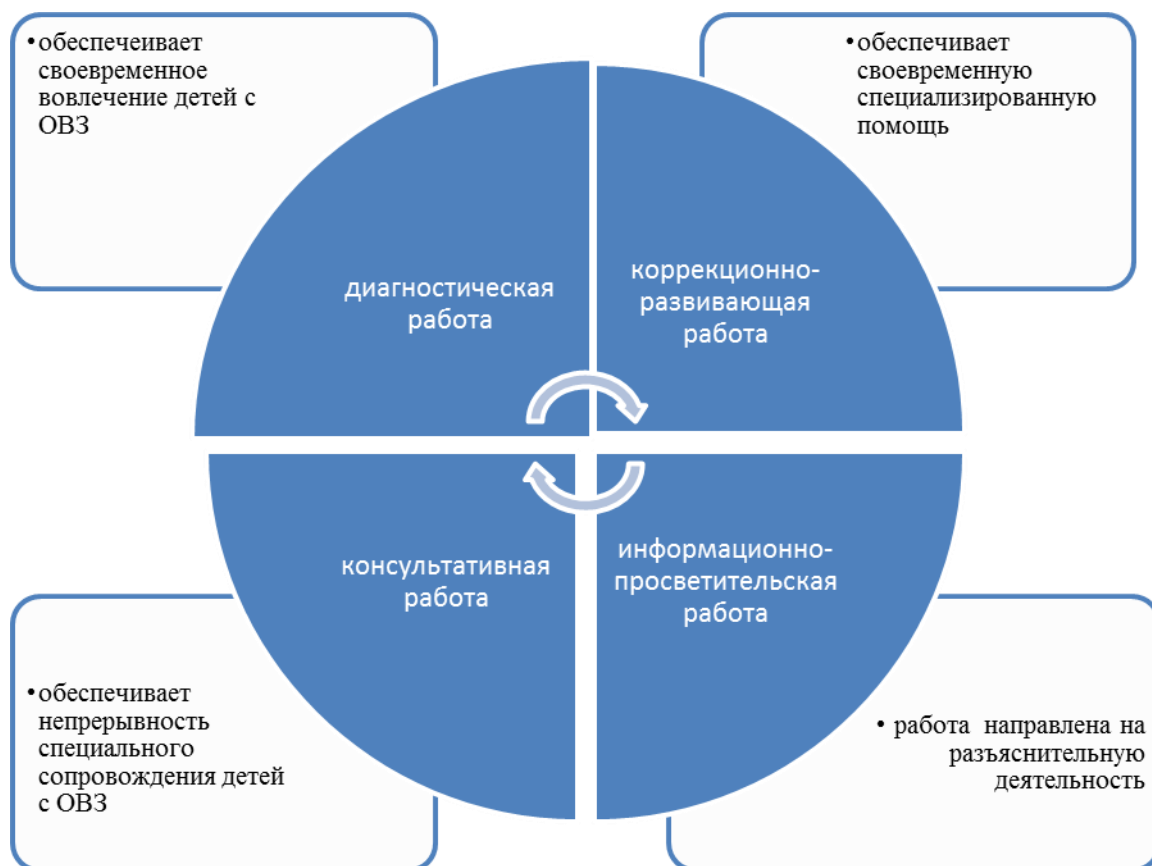 •обеспечеивает
своевременное
вовлечение детей с
ОВЗ
•обеспечивает
своевременную
специализированную
помощь
диагностическая
работа
коррекционно-
развивающая
работа
консультативная
работа
информационно-
просветительская
работа
•обеспечивает
непрерывность
специального
сопровождения детей
с ОВЗ
• работа направлена на
разъяснительную
деятельность